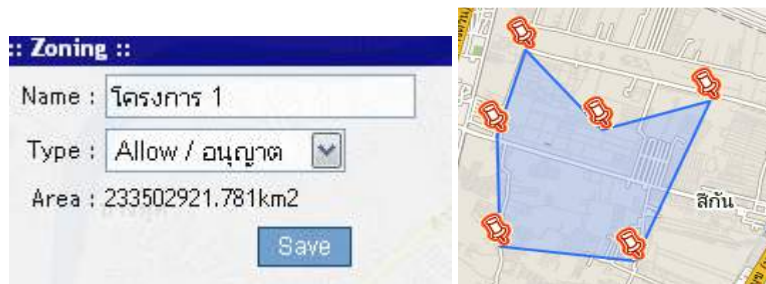 :: Zoning ::
Name : โครงการ 1
Type : Allow / อนุญาต
Area : 233502921.781km2
Save
สีกัน